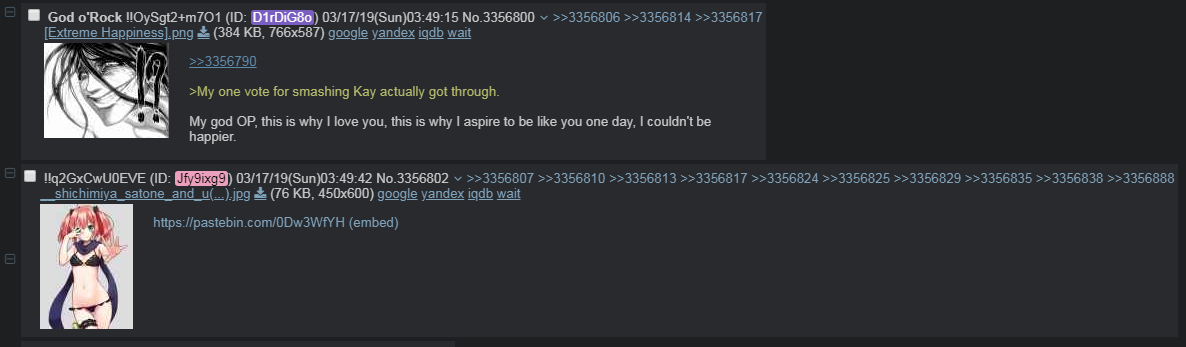 God o'Rock !!OySgt2+m7O1 (ID: D1rDiG8o) 03/17/19(Sun)03:49:15 No.3356800 >>3356806 >>3356814 >>3356817
[Extreme Happiness].png (384 KB, 766x587) google yandex iqdb wait
>>3356790
>My one vote for smashing Kay actually got through.
My god OP, this is why I love you, this is why I aspire to be like you one day, I couldn't be
happier.
!!lq2GxCwU0EVE (ID: Jfy9ixg9) 03/17/19(Sun)03:49:42 No.3356802 >>3356807 >>3356810 >>3356813 >>3356817 >>3356824 >>3356825 >>3356829 >>3356835 >>3356838 >>3356888
__shichimiya_satone_and_u(...).jpg (76 KB, 450x600) google yandex iqdb wait
https://pastebin.com/0Dw3WfYH (embed)